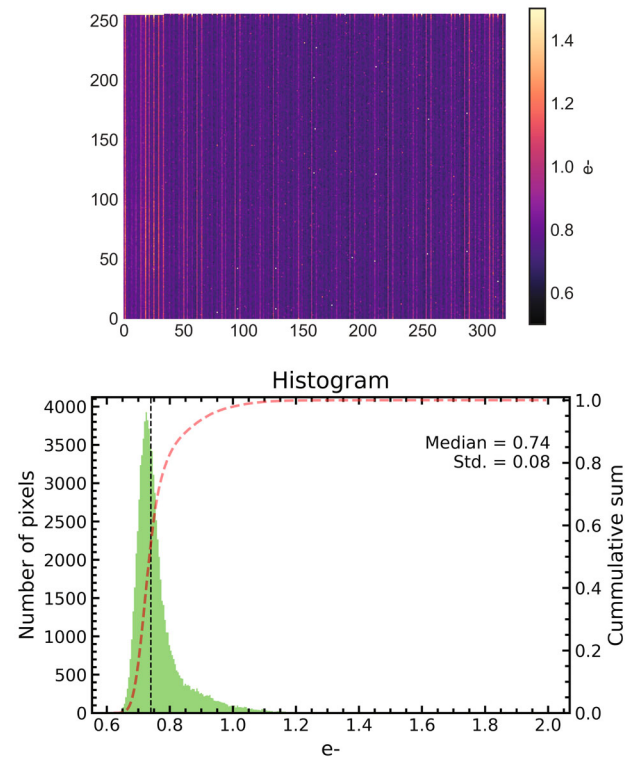 250
200
150
100
50
0
0 50 100 150 200 250 300
1.4
1.2
1.0
0.8
0.6
e-
Histogram
4000
3500
3000
2500
2000
1500
1000
500
0
Number of pixels
Median = 0.74
Std. = 0.08
1.0
0.8
0.6
0.4
0.2
0.0
Cummulative sum
0.6 0.8 1.0 1.2 1.4 1.6 1.8 2.0
e-